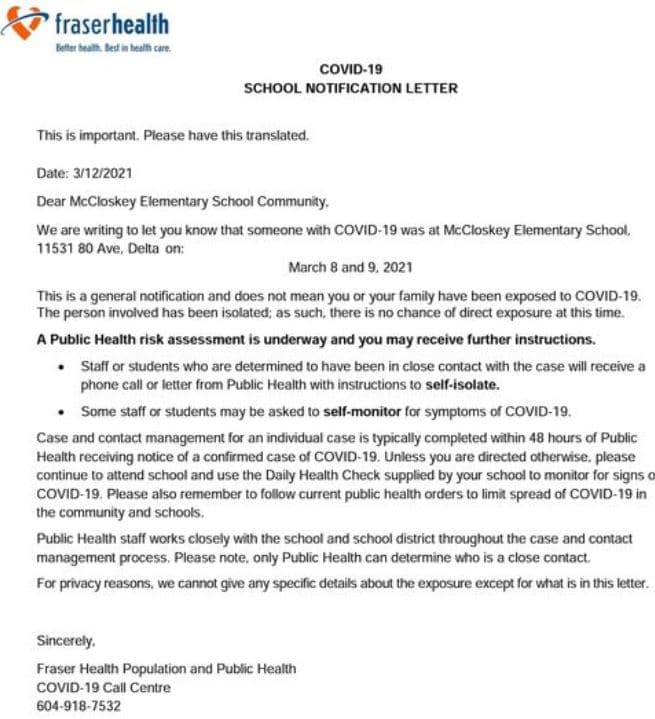 fraserhealth
Better health. Best in health care.
COVID-19
SCHOOL NOTIFICATION LETTER
This is important. Please have this translated.
Date: 3/12/2021
Dear McCloskey Elementary School Community,
We are writing to let you know that someone with COVID-19 was at McCloskey Elementary School,
11531 80 Ave, Delta on:
March 8 and 9, 2021
This is a general notification and does not mean you or your family have been exposed to COVID-19.
The person involved has been isolated; as such, there is no chance of direct exposure at this time.
A Public Health risk assessment is underway and you may receive further instructions.
• Staff or students who are determined to have been in close contact with the case will receive a
phone call or letter from Public Health with instructions to self-isolate.
• Some staff or students may be asked to self-monitor for symptoms of COVID-19.
Case and contact management for an individual case is typically completed within 48 hours of Public
Health receiving notice of a confirmed case of COVID-19. Unless you are directed otherwise, please
continue to attend school and use the Daily Health Check supplied by your school to monitor for signs o
COVID-19. Please also remember to follow current public health orders to limit spread of COVID-19 in
the community and schools.
Public Health staff works closely with the school and school district throughout the case and contact
management process. Please note, only Public Health can determine who is a close contact.
For privacy reasons, we cannot give any specific details about the exposure except for what is in this letter.
Sincerely,
Fraser Health Population and Public Health
COVID-19 Call Centre
604-918-7532